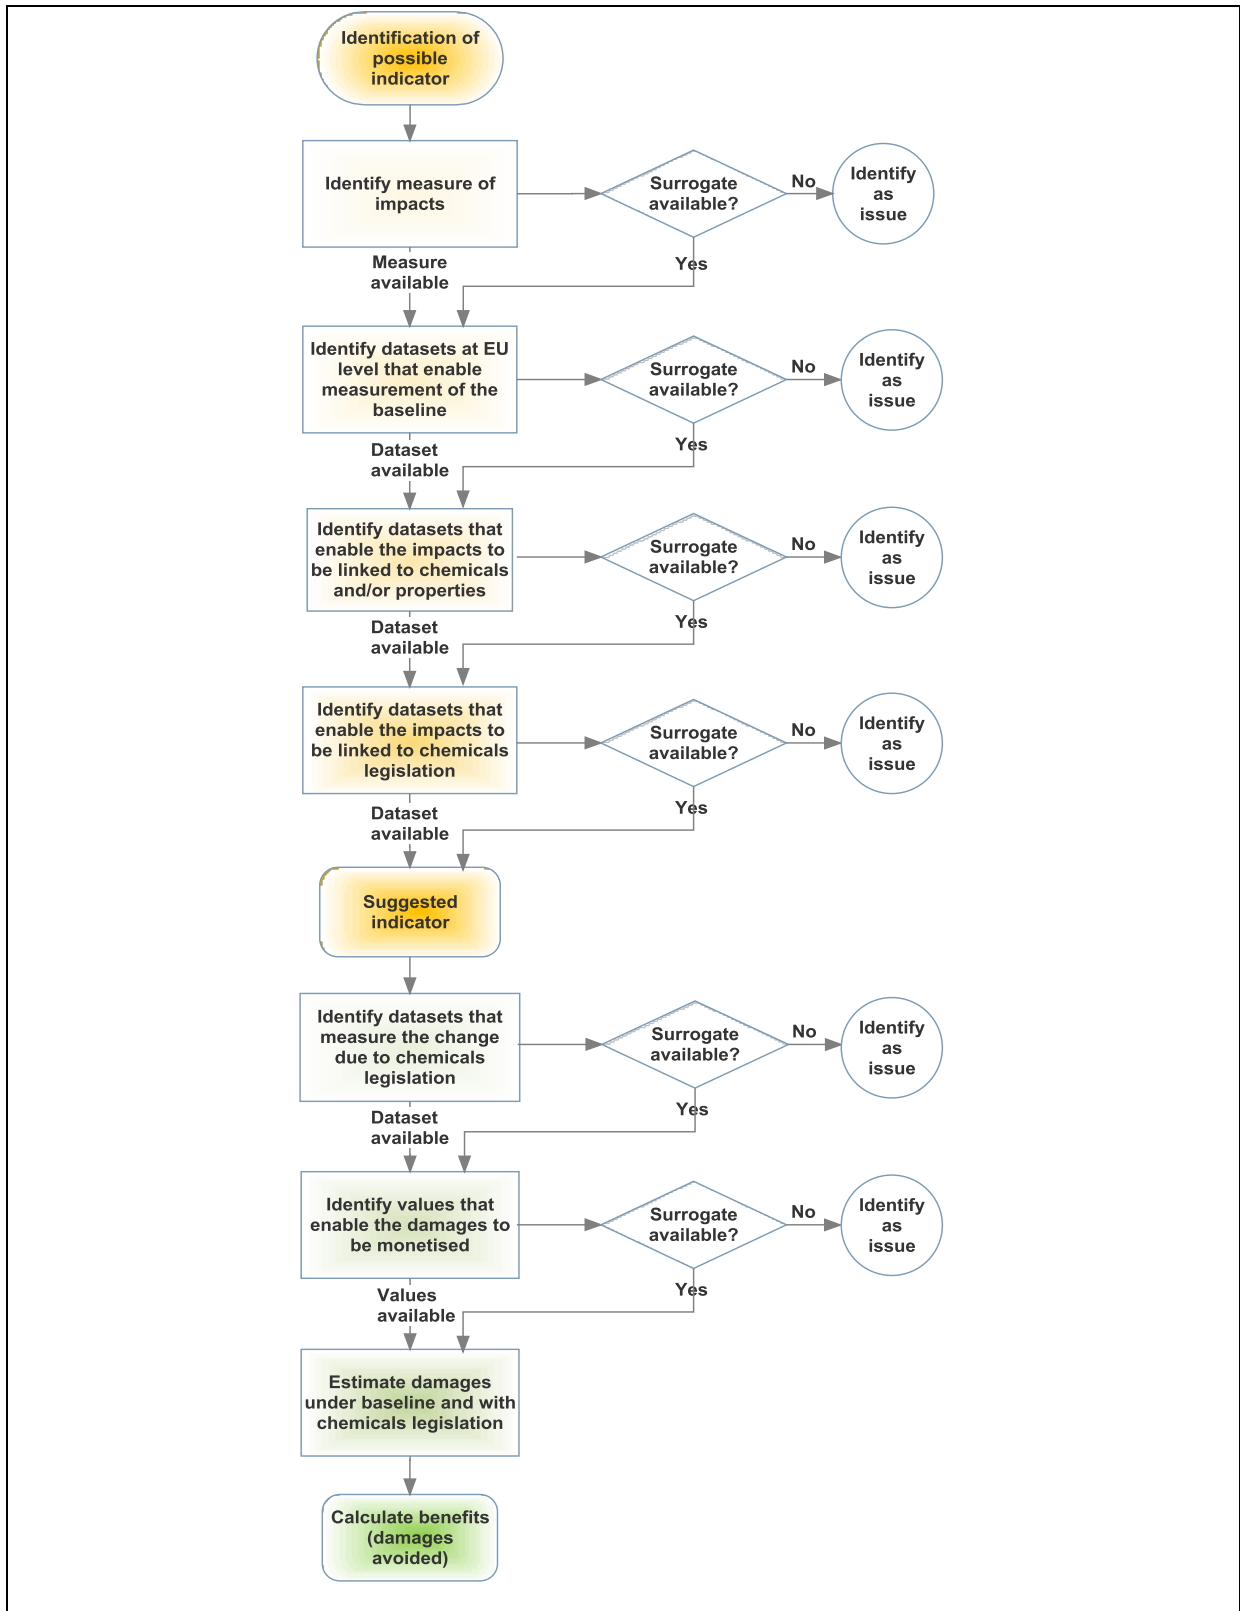 Identification of
possible
indicator
Identify measure of
impacts
Surrogate
available?
No
Identify
as
issue
Measure
available
Yes
Identify datasets at EU
level that enable
measurement of the
baseline
Surrogate
available?
No
Identify
as
issue
Dataset
available
Yes
Identify datasets that
enable the impacts to
be linked to chemicals
and/or properties
Surrogate
available?
No
Identify
as
issue
Dataset
available
Yes
Identify datasets that
enable the impacts to
be linked to chemicals
legislation
Surrogate
available?
No
Identify
as
issue
Dataset
available
Yes
Suggested
indicator
Identify datasets that
measure the change
due to chemicals
legislation
Surrogate
available?
No
Identify
as
issue
Dataset
available
Yes
Identify values that
enable the damages to
be monetised
Surrogate
available?
No
Identify
as
issue
Values
available
Yes
Estimate damages
under baseline and with
chemicals legislation
Calculate benefits
(damages
avoided)